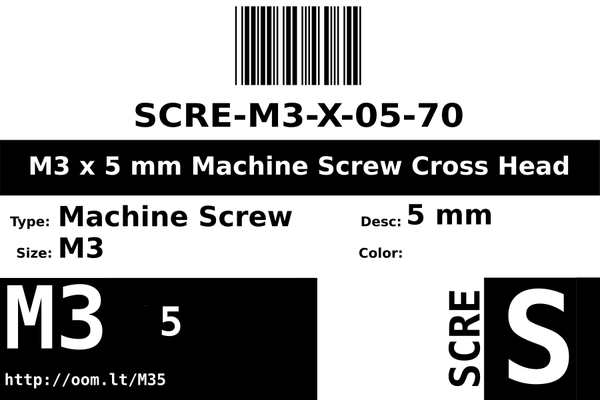 SCRE-M3-X-05-70
M3 x 5 mm Machine Screw Cross Head
Type: Machine Screw Desc: 5 mm
Size: M3 Color:
M3 5
http://oom.lt/M35
SCRE
S